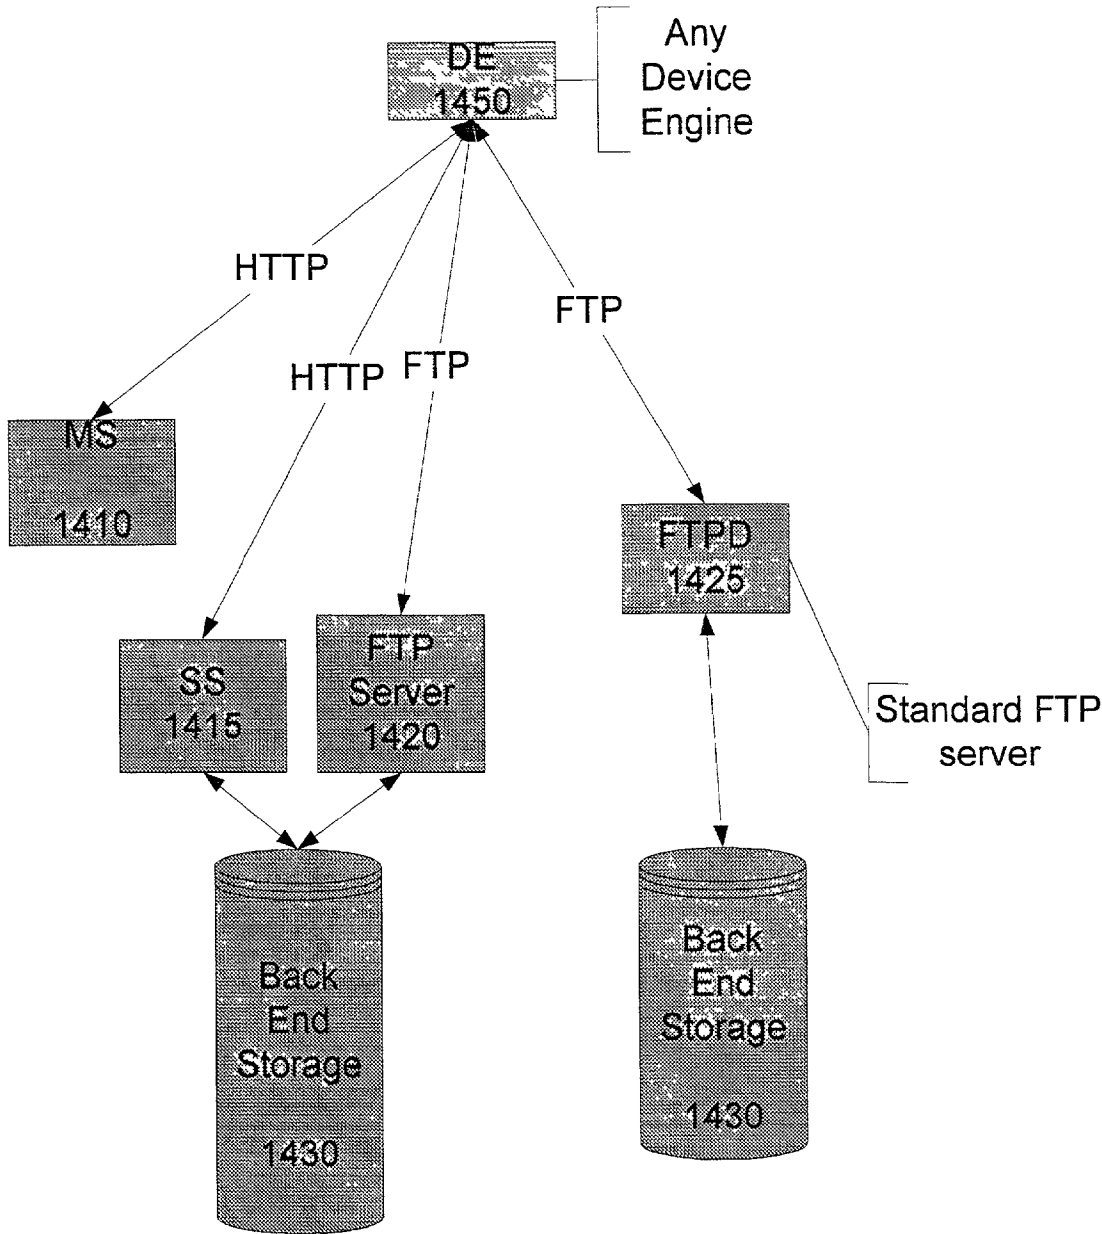 DE
1450
Any
Device
Engine
HTTP
FTP
HTTP
FTP
MS
1410
FTPD
1425
SS
1415
FTP
Server
1420
Standard FTP
server
Back
End
Storage
1430
Back
End
Storage
1430